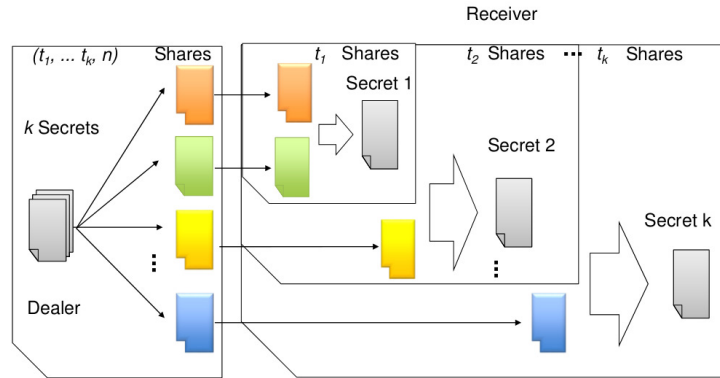 Receiver
(t1, ... tk, n) Shares
t1 Shares
t2 Shares ... tk Shares
Secret 1
k Secrets
Secret 2
Secret k
...
...
Dealer